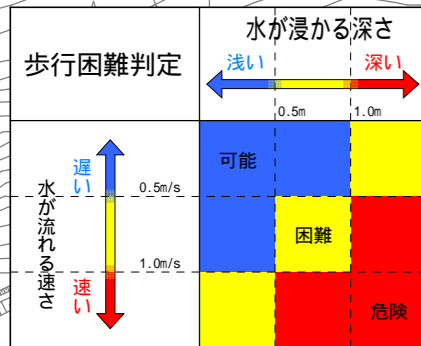 歩行困難判定
水が浸かる深さ
浅い
深い
0.5m
1.0m
水が流れる速さ
遅い
速い
0.5m/s
1.0m/s
可能
困難
危険